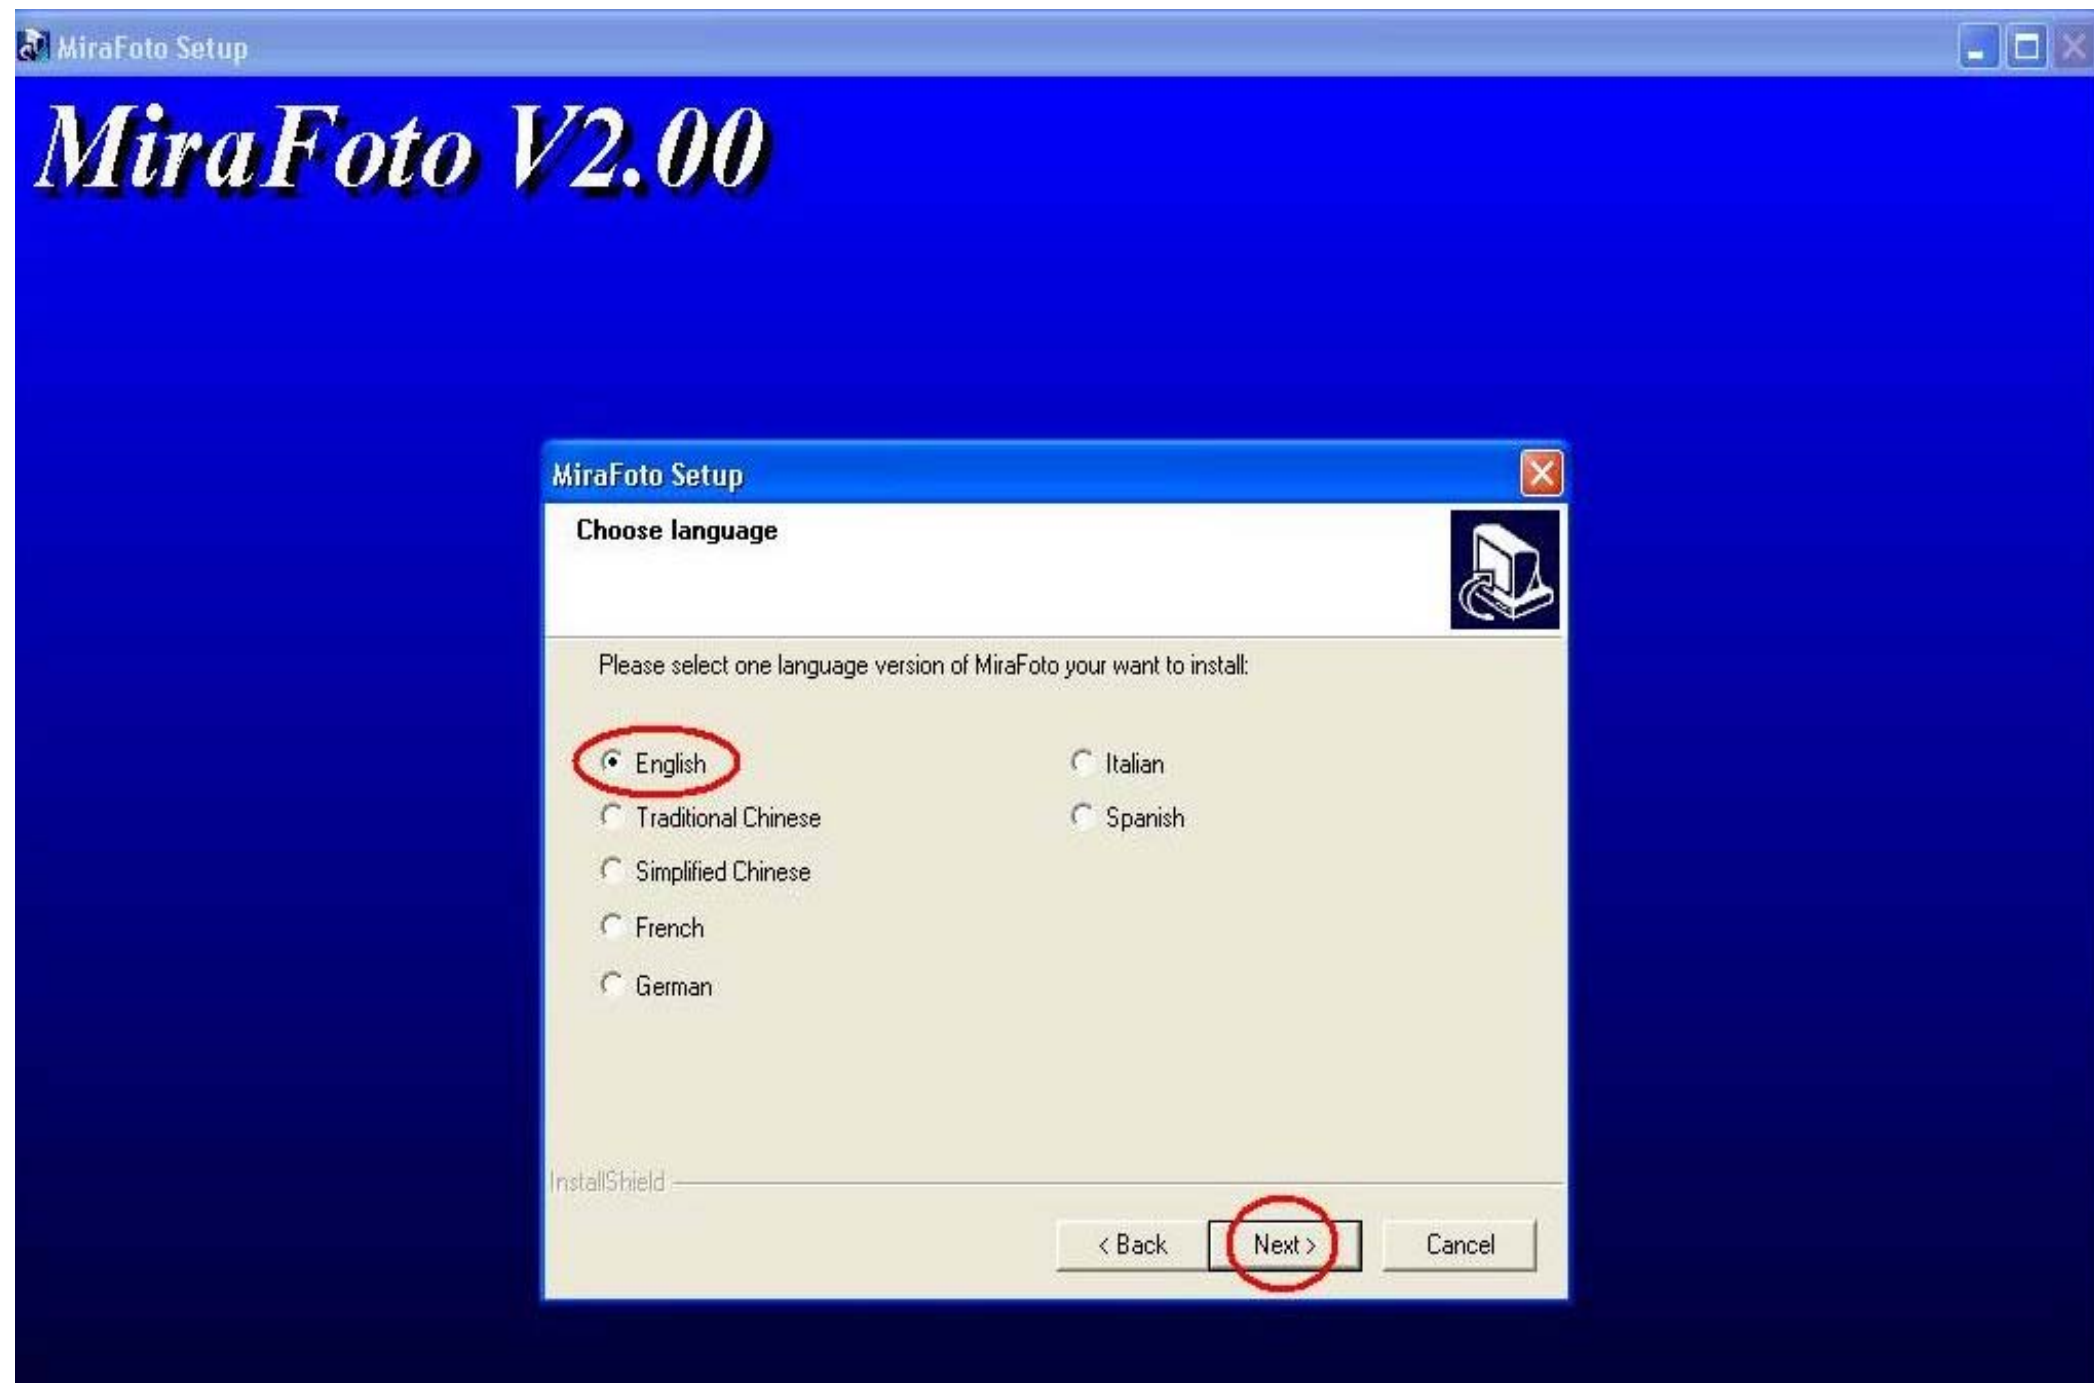 MiraFoto Setup
MiraFoto V2.00
MiraFoto Setup
Choose language
Please select one language version of MiraFoto your want to install:
English
Italian
Traditional Chinese
Spanish
Simplified Chinese
French
German
InstallShield
< Back
Next >
Cancel